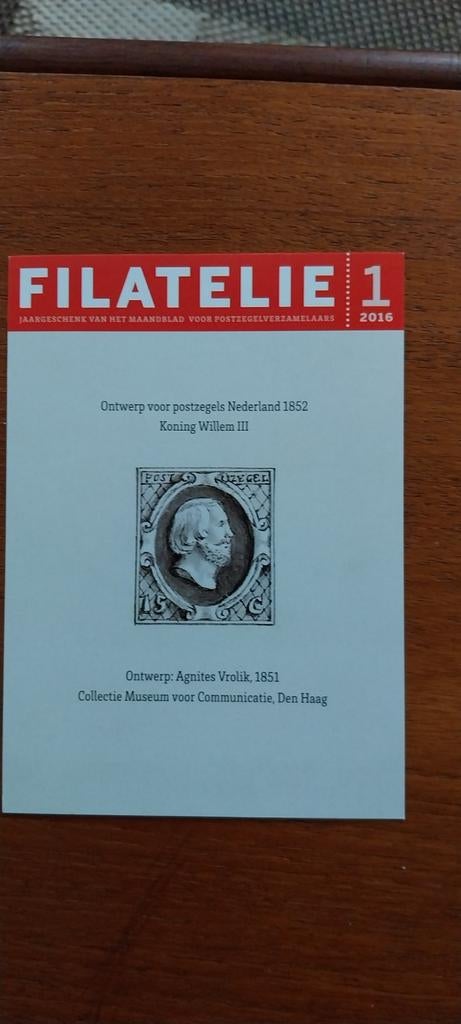 FILATELIE 1
JAARGESCHENK VAN HET MAANDBLAD VOOR POSTZEGELVERZAMELAARS 2016
Ontwerp voor postzegels Nederland 1852
Koning Willem III
POST ZEGEL
15 C
Ontwerp: Agnites Vrolik, 1851
Collectie Museum voor Communicatie, Den Haag